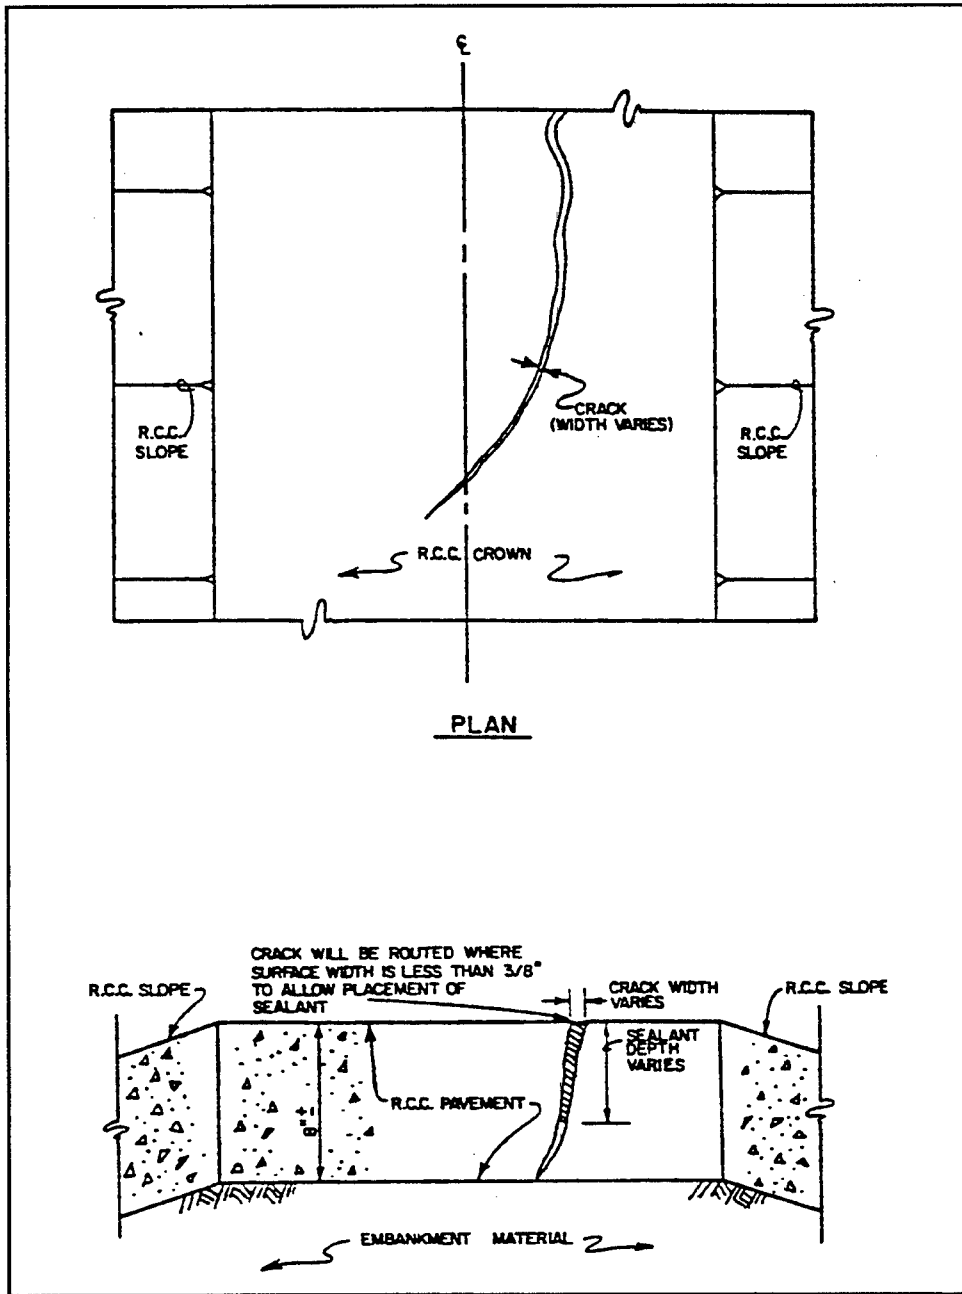 ℄
CRACK
(WIDTH VARIES)
R.C.C.
SLOPE
R.C.C.
SLOPE
R.C.C. CROWN
PLAN
CRACK WILL BE ROUTED WHERE
SURFACE WIDTH IS LESS THAN 3/8"
TO ALLOW PLACEMENT OF
SEALANT
CRACK WIDTH
VARIES
R.C.C. SLOPE
R.C.C. SLOPE
SEALANT
DEPTH
VARIES
R.C.C. PAVEMENT
EMBANKMENT MATERIAL